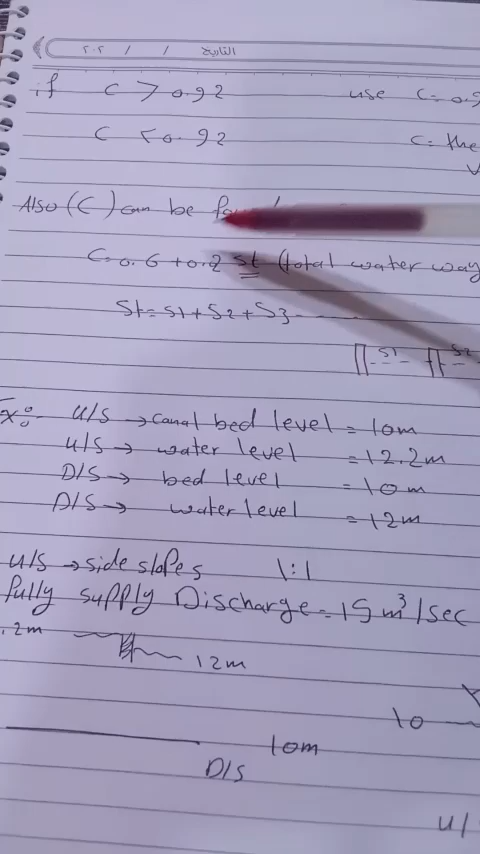 التاريخ / / ٢٠٢
if C > 0.92 use C = 0.9
C < 0.92 C = the
Also (C) can be
C = 0.6 + 0.2 St (total water way
St = S1 + S2 + S3 -----
S1 S2
Ex:- U/S → canal bed level = 10m
U/S → water level = 12.2m
D/S → bed level = 10m
D/S → water level = 12m
U/S → side slopes 1:1
fully supply Discharge = 15 m³/sec
.2m
12m
10
10m
D/S
U/